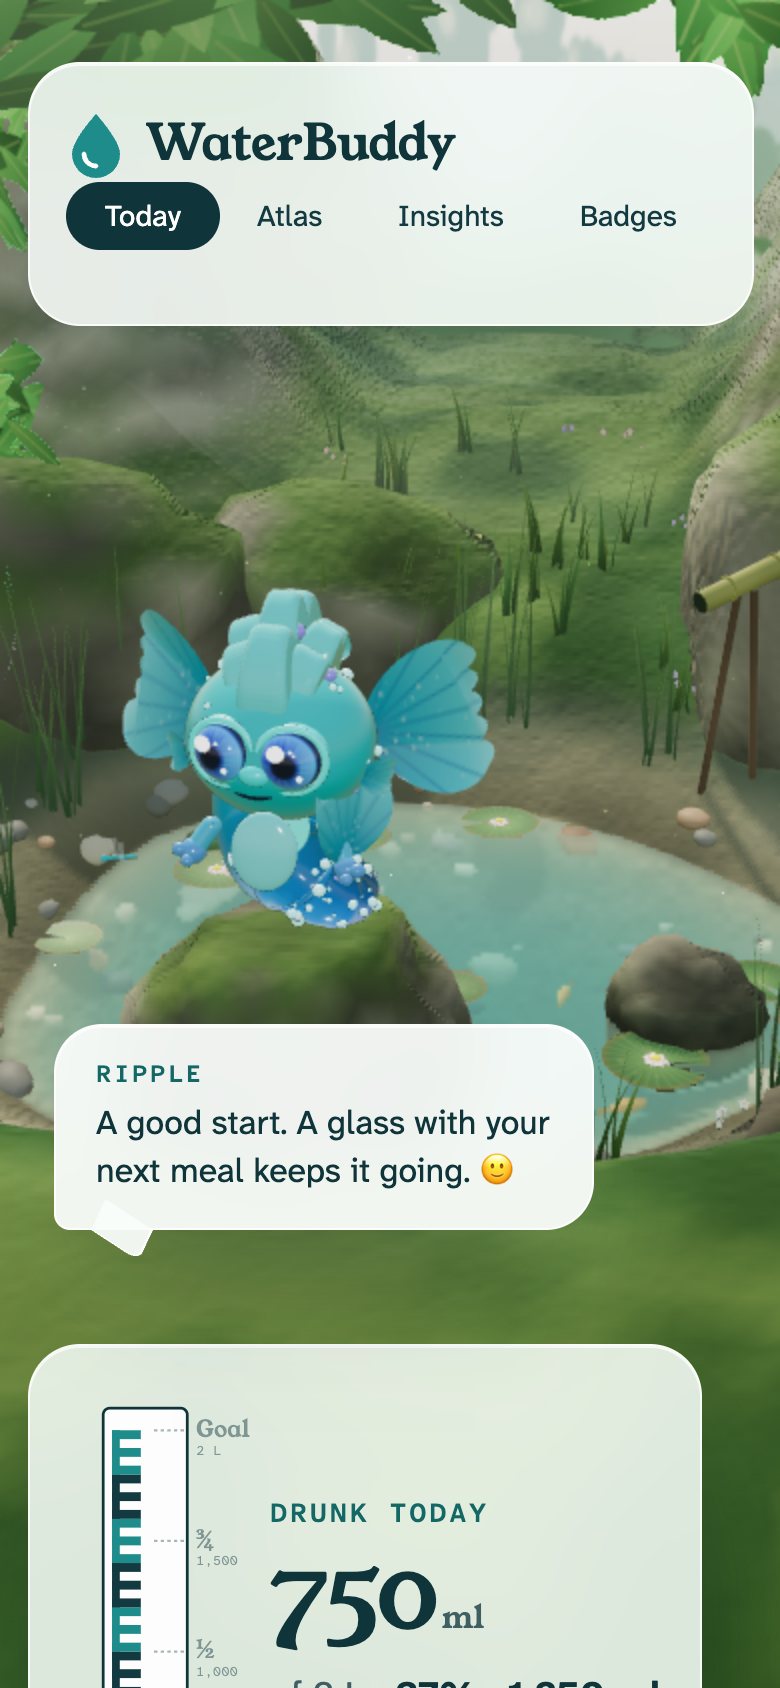 WaterBuddy
Today Atlas Insights Badges
RIPPLE
A good start. A glass with your
next meal keeps it going. 🙂
Goal
2 L
¾
1,500
½
1,000
DRUNK TODAY
750 ml